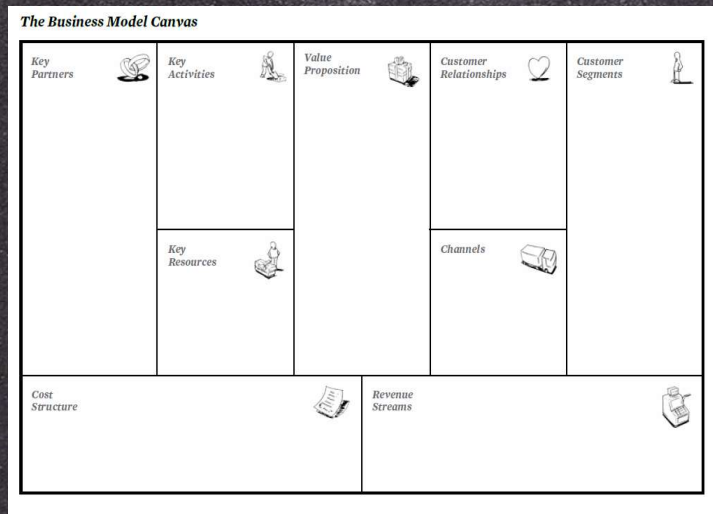 The Business Model Canvas
Key
Partners
Key
Activities
Value
Proposition
Customer
Relationships
Customer
Segments
Key
Resources
Channels
Cost
Structure
Revenue
Streams